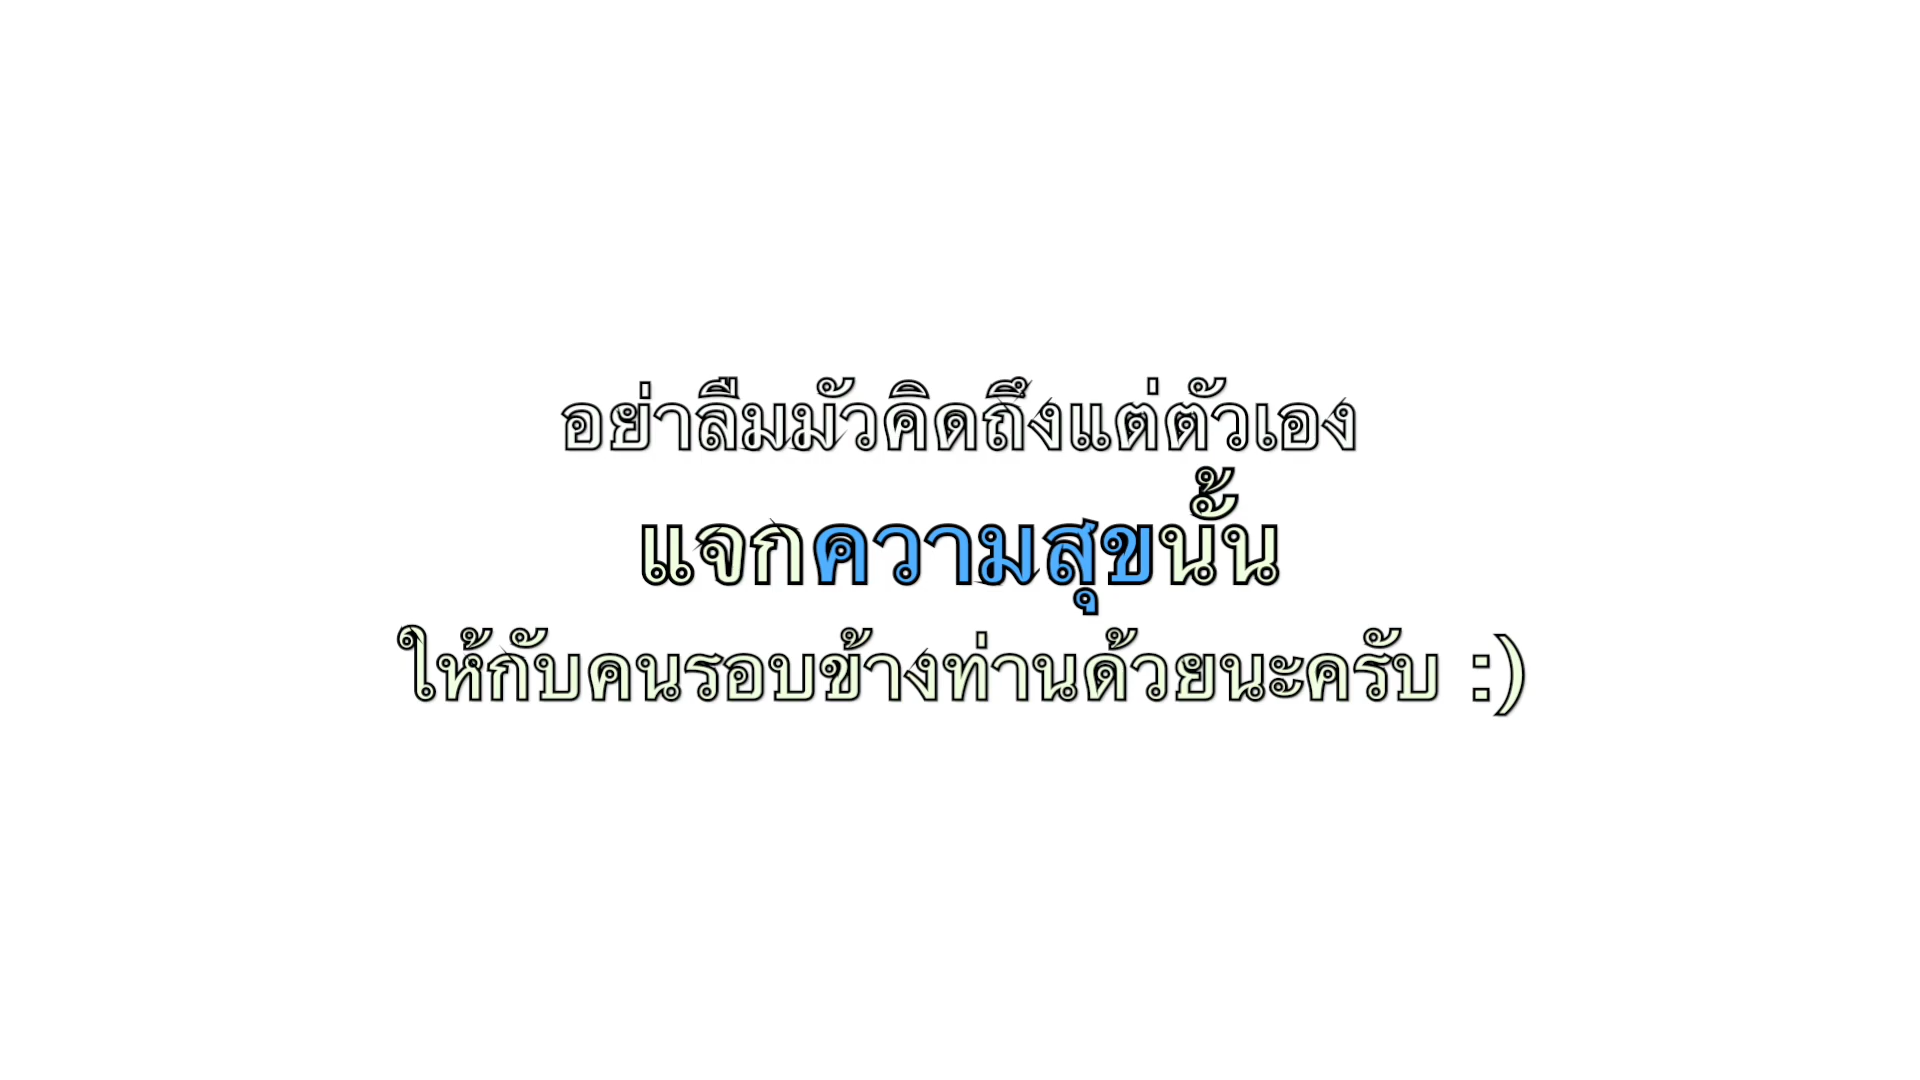 อย่าลืมมัวคิดถึงแต่ตัวเอง
แจกความสุขนั้น
ให้กับคนรอบข้างท่านด้วยนะครับ :)